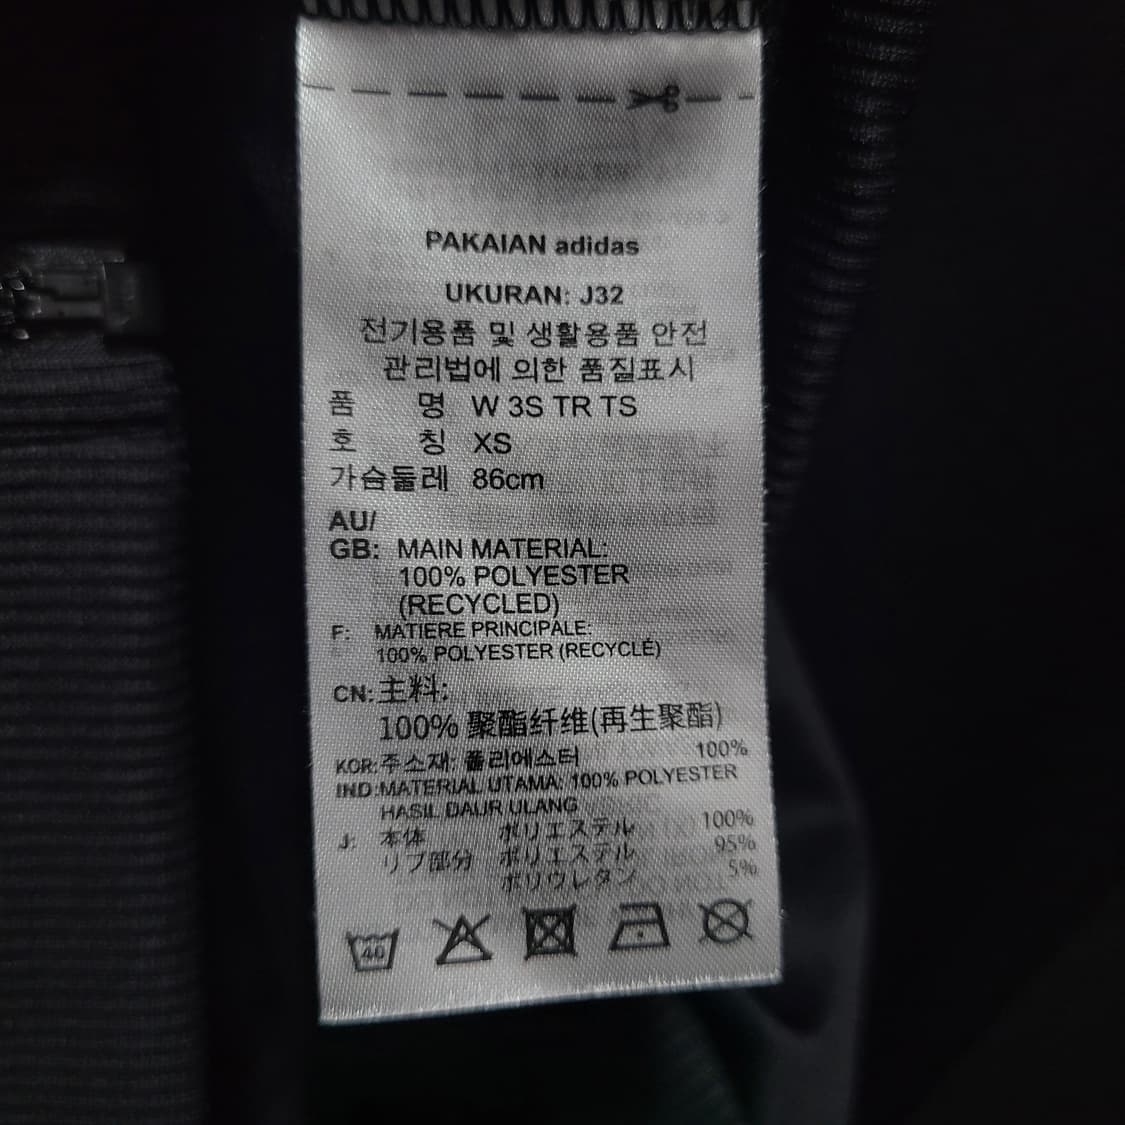 PAKAIAN adidas
UKURAN: J32
전기용품 및 생활용품 안전
관리법에 의한 품질표시
품 명 W 3S TR TS
호 칭 XS
가슴둘레 86cm
AU/
GB: MAIN MATERIAL:
100% POLYESTER
(RECYCLED)
F: MATIERE PRINCIPALE:
100% POLYESTER (RECYCLÉ)
CN: 主料:
100% 聚酯纤维(再生聚酯)
KOR: 주소재: 폴리에스터 100%
IND: MATERIAL UTAMA: 100% POLYESTER
HASIL DAUR ULANG
J: 本体 ポリエステル 100%
リブ部分 ポリエステル 95%
ポリウレタン 5%
40